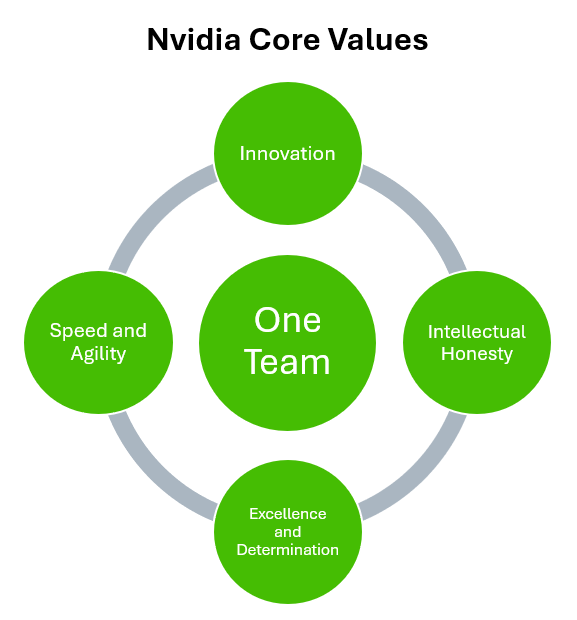 Nvidia Core Values
Innovation
Speed and
Agility
One
Team
Intellectual
Honesty
Excellence
and
Determination